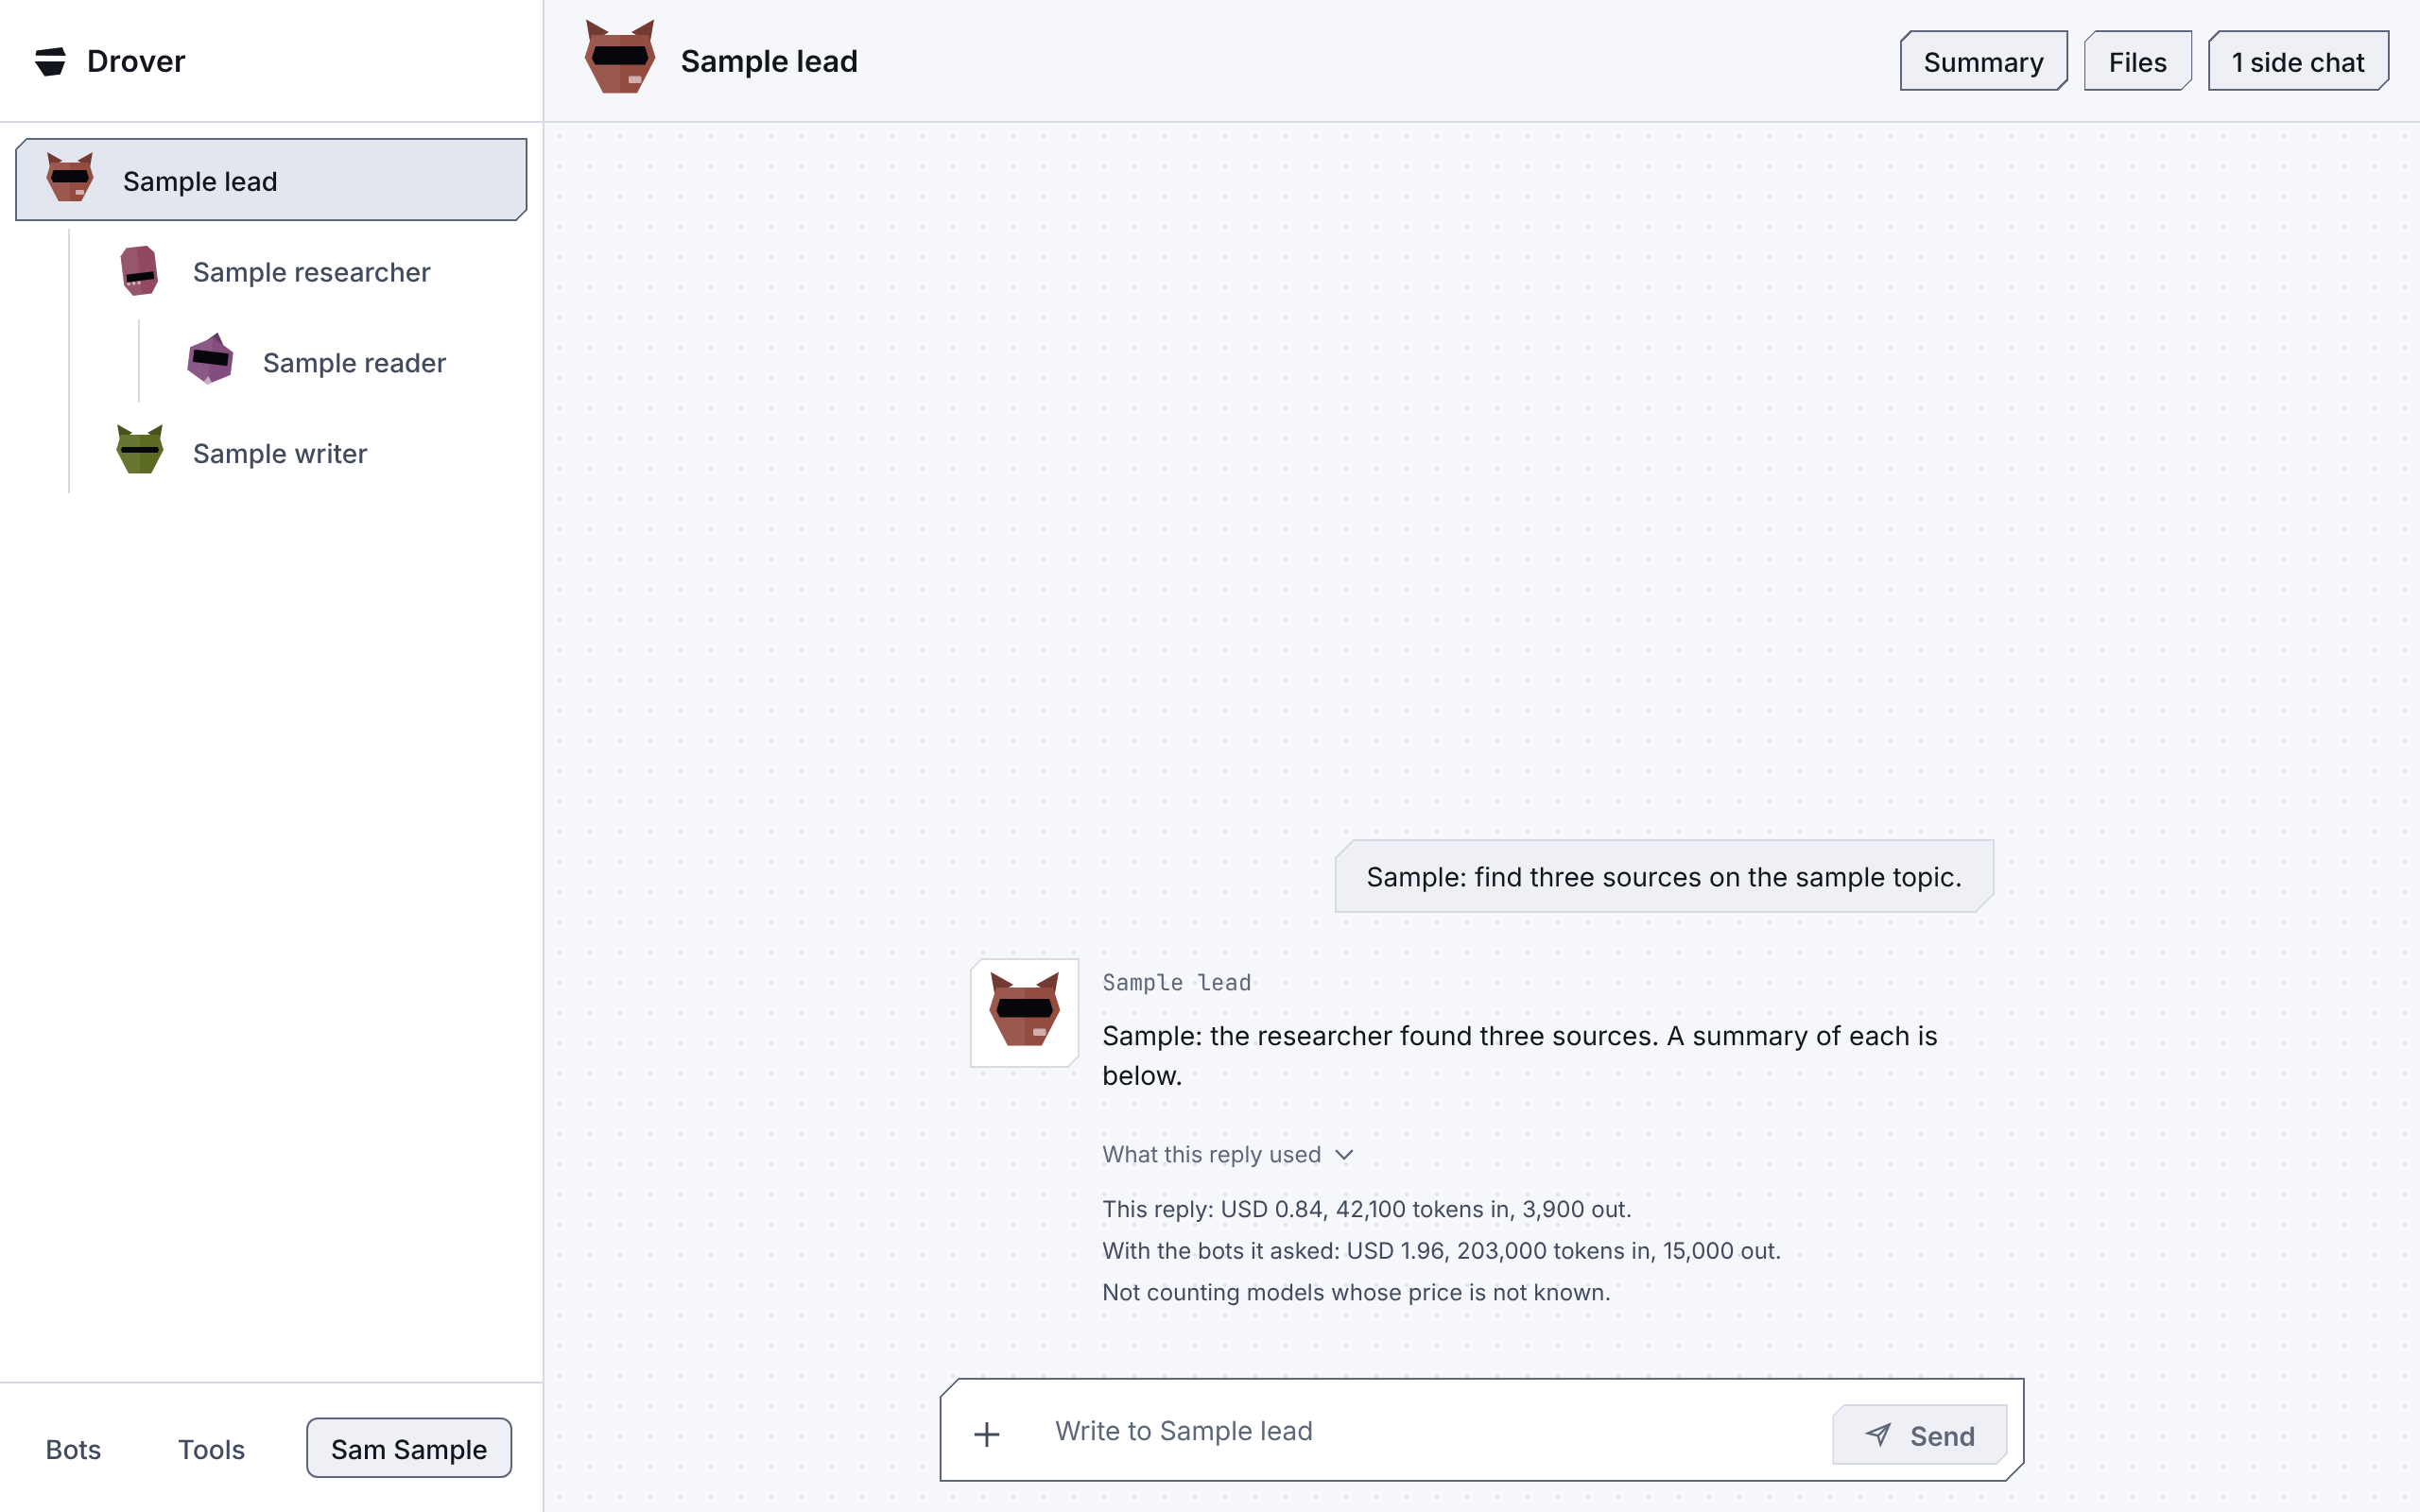 Drover
Sample lead
Sample researcher
Sample reader
Sample writer
Bots
Tools
Sam Sample
Sample lead
Summary
Files
1 side chat
Sample: find three sources on the sample topic.
Sample lead
Sample: the researcher found three sources. A summary of each is
below.
What this reply used
This reply: USD 0.84, 42,100 tokens in, 3,900 out.
With the bots it asked: USD 1.96, 203,000 tokens in, 15,000 out.
Not counting models whose price is not known.
Write to Sample lead
Send